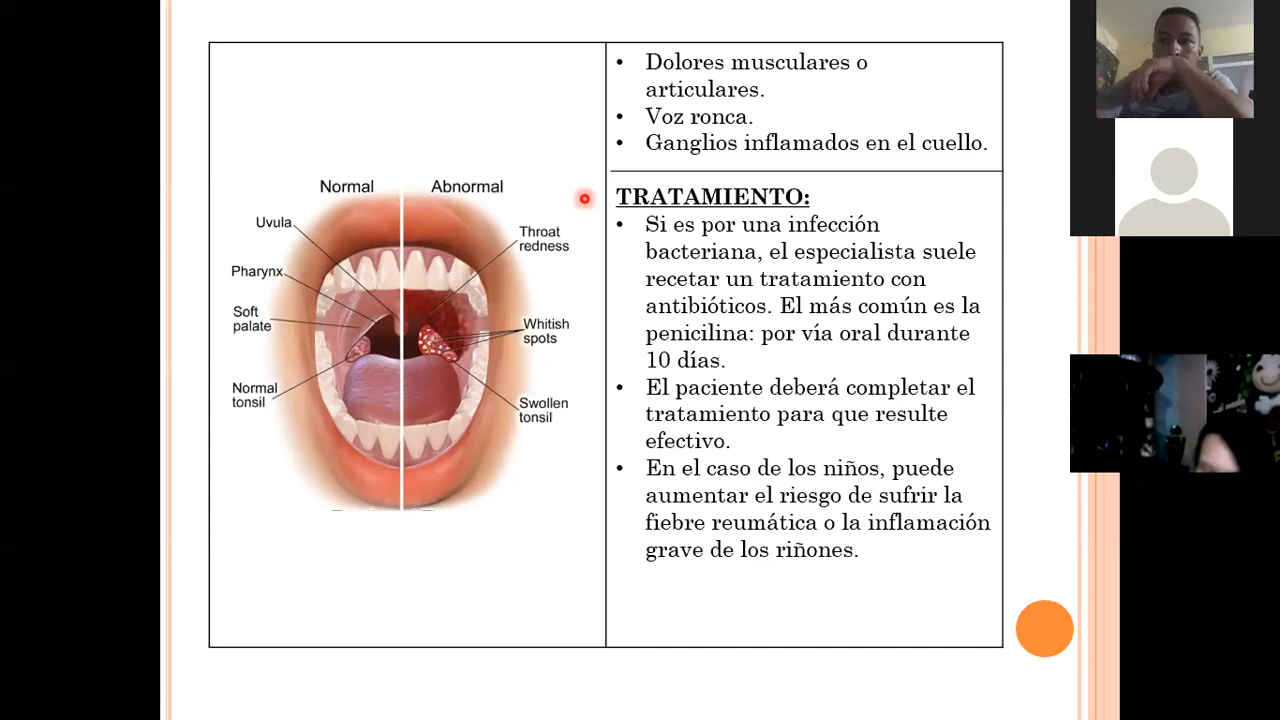 Normal
Abnormal
Uvula
Throat
redness
Pharynx
Soft
palate
Whitish
spots
Normal
tonsil
Swollen
tonsil
• Dolores musculares o
articulares.
• Voz ronca.
• Ganglios inflamados en el cuello.
TRATAMIENTO:
• Si es por una infección
bacteriana, el especialista suele
recetar un tratamiento con
antibióticos. El más común es la
penicilina: por vía oral durante
10 días.
• El paciente deberá completar el
tratamiento para que resulte
efectivo.
• En el caso de los niños, puede
aumentar el riesgo de sufrir la
fiebre reumática o la inflamación
grave de los riñones.